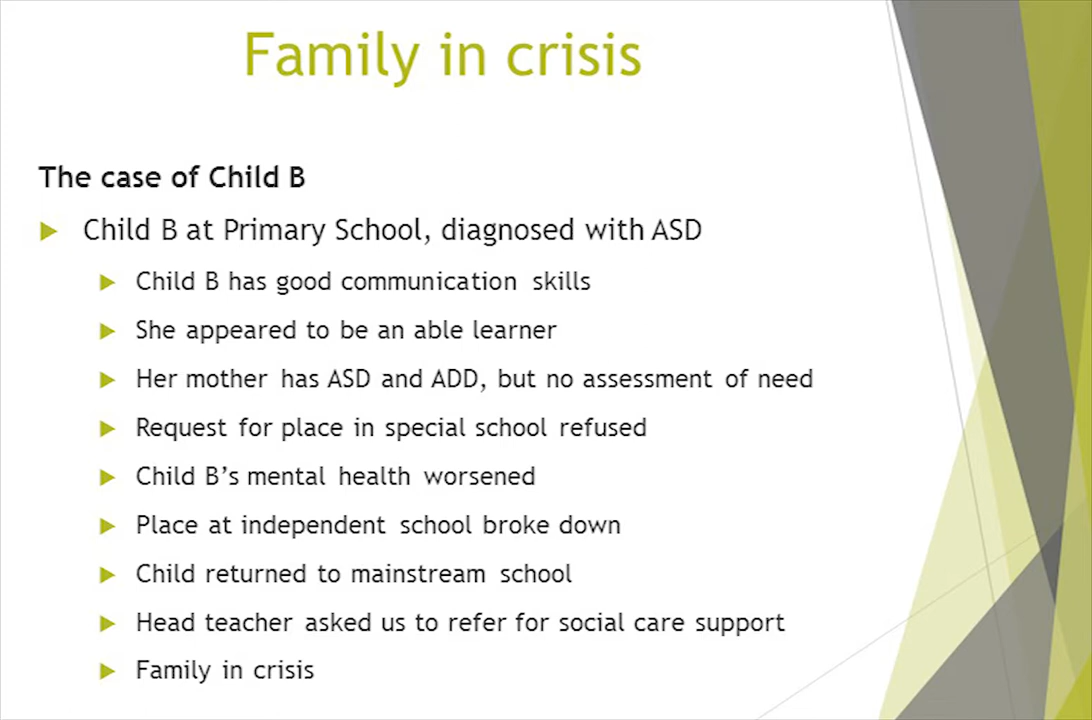 Family in crisis
The case of Child B
Child B at Primary School, diagnosed with ASD
Child B has good communication skills
She appeared to be an able learner
Her mother has ASD and ADD, but no assessment of need
Request for place in special school refused
Child B’s mental health worsened
Place at independent school broke down
Child returned to mainstream school
Head teacher asked us to refer for social care support
Family in crisis